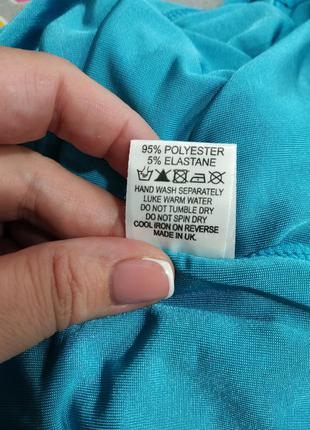 95% POLYESTER
5% ELASTANE
HAND WASH SEPARATELY
LUKE WARM WATER
DO NOT TUMBLE DRY
DO NOT SPIN DRY
COOL IRON ON REVERSE
MADE IN UK.